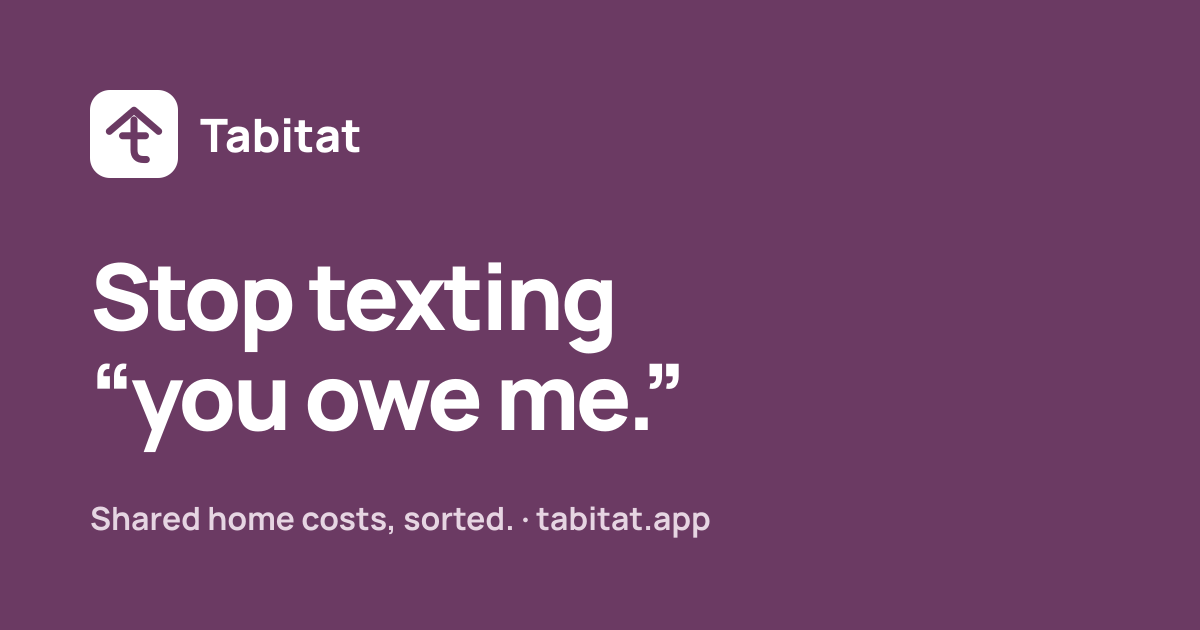 Tabitat
Stop texting
“you owe me.”
Shared home costs, sorted. · tabitat.app